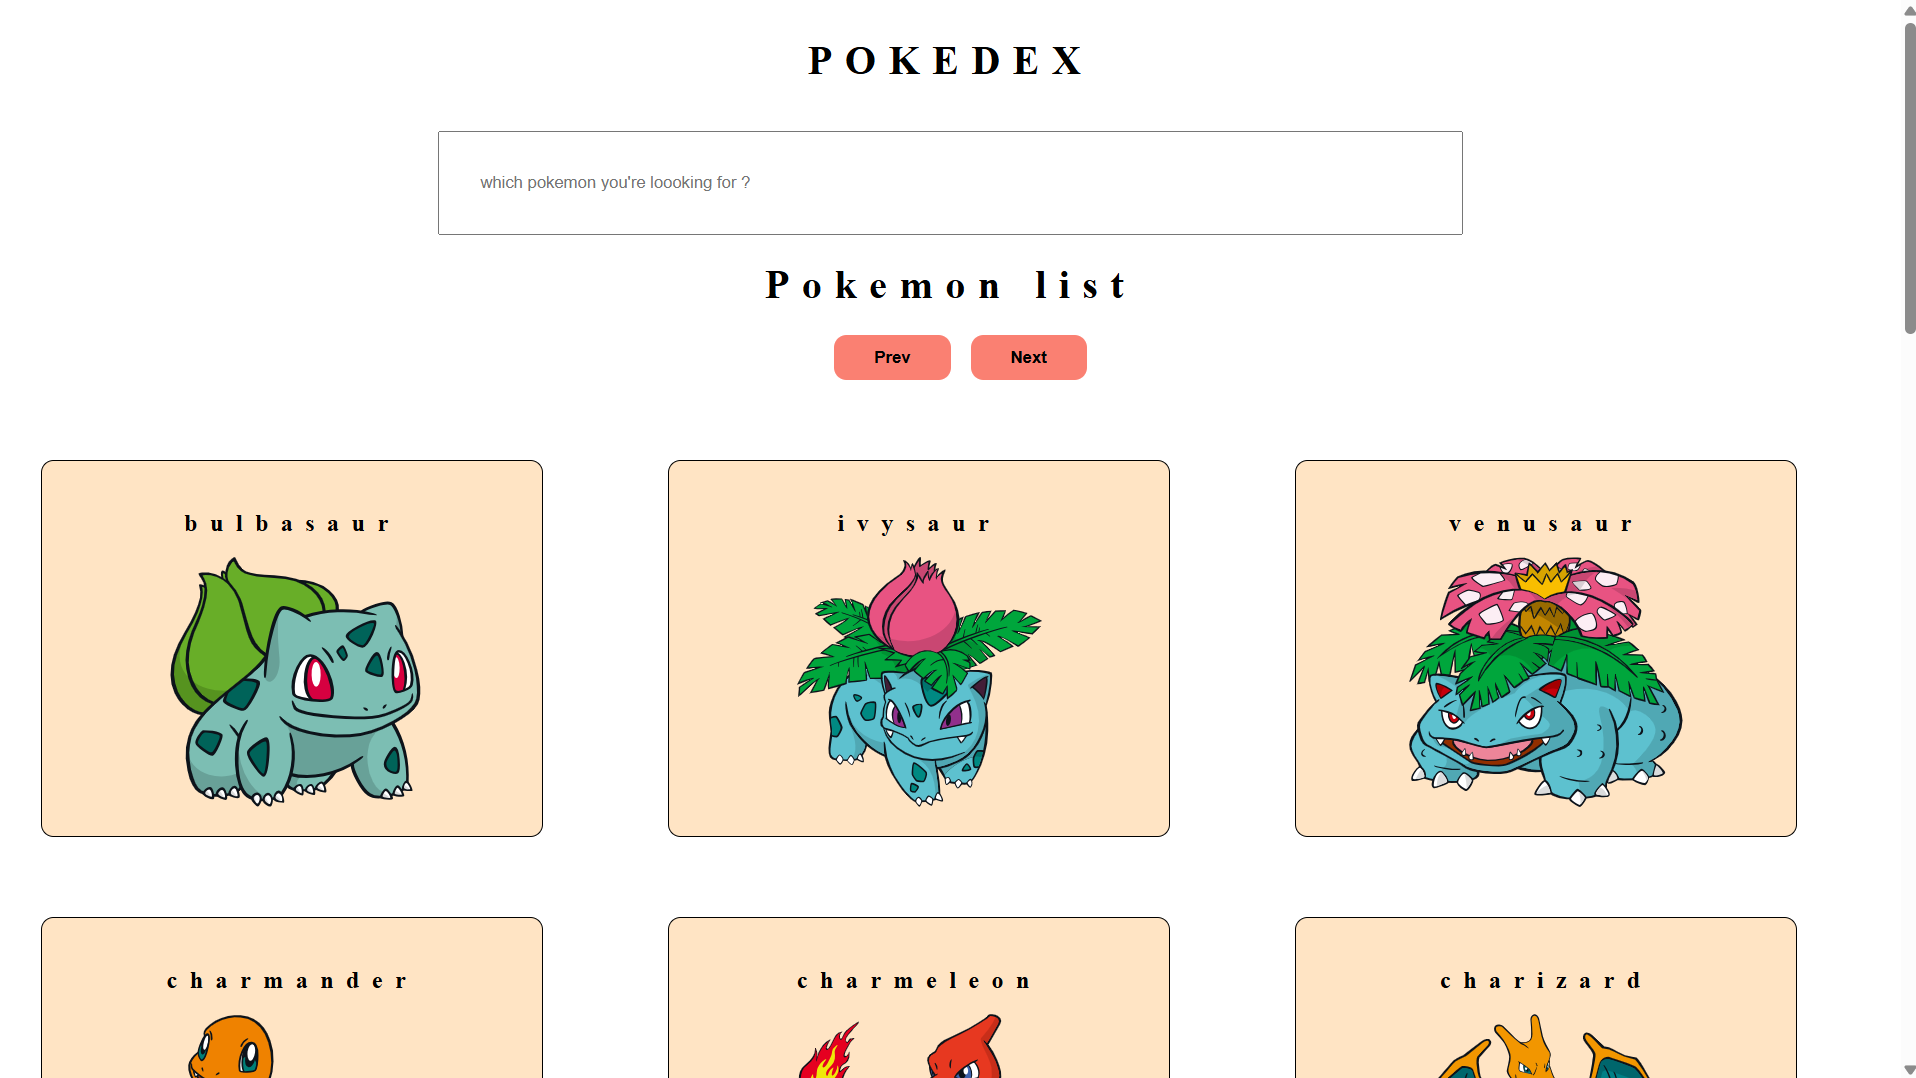 POKEDEX
which pokemon you're loooking for ?
Pokemon list
Prev Next
bulbasaur ivysaur venusaur
charmander charmeleon charizard